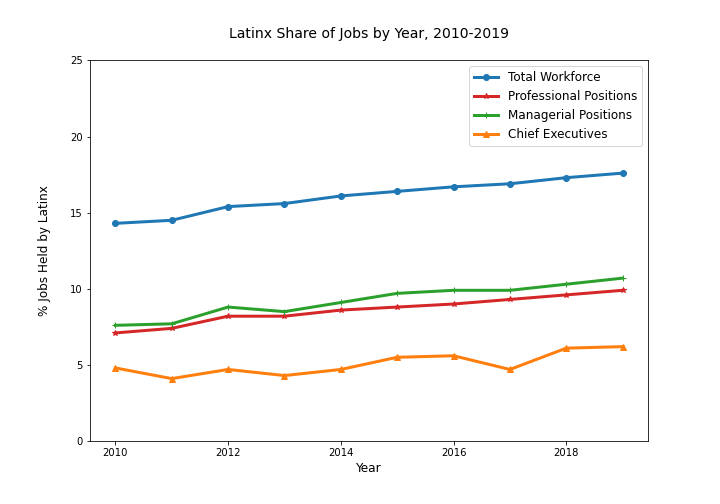 Latinx Share of Jobs by Year, 2010-2019
25
20
15
10
5
0
% Jobs Held by Latinx
Total Workforce
Professional Positions
Managerial Positions
Chief Executives
2010 2012 2014 2016 2018
Year